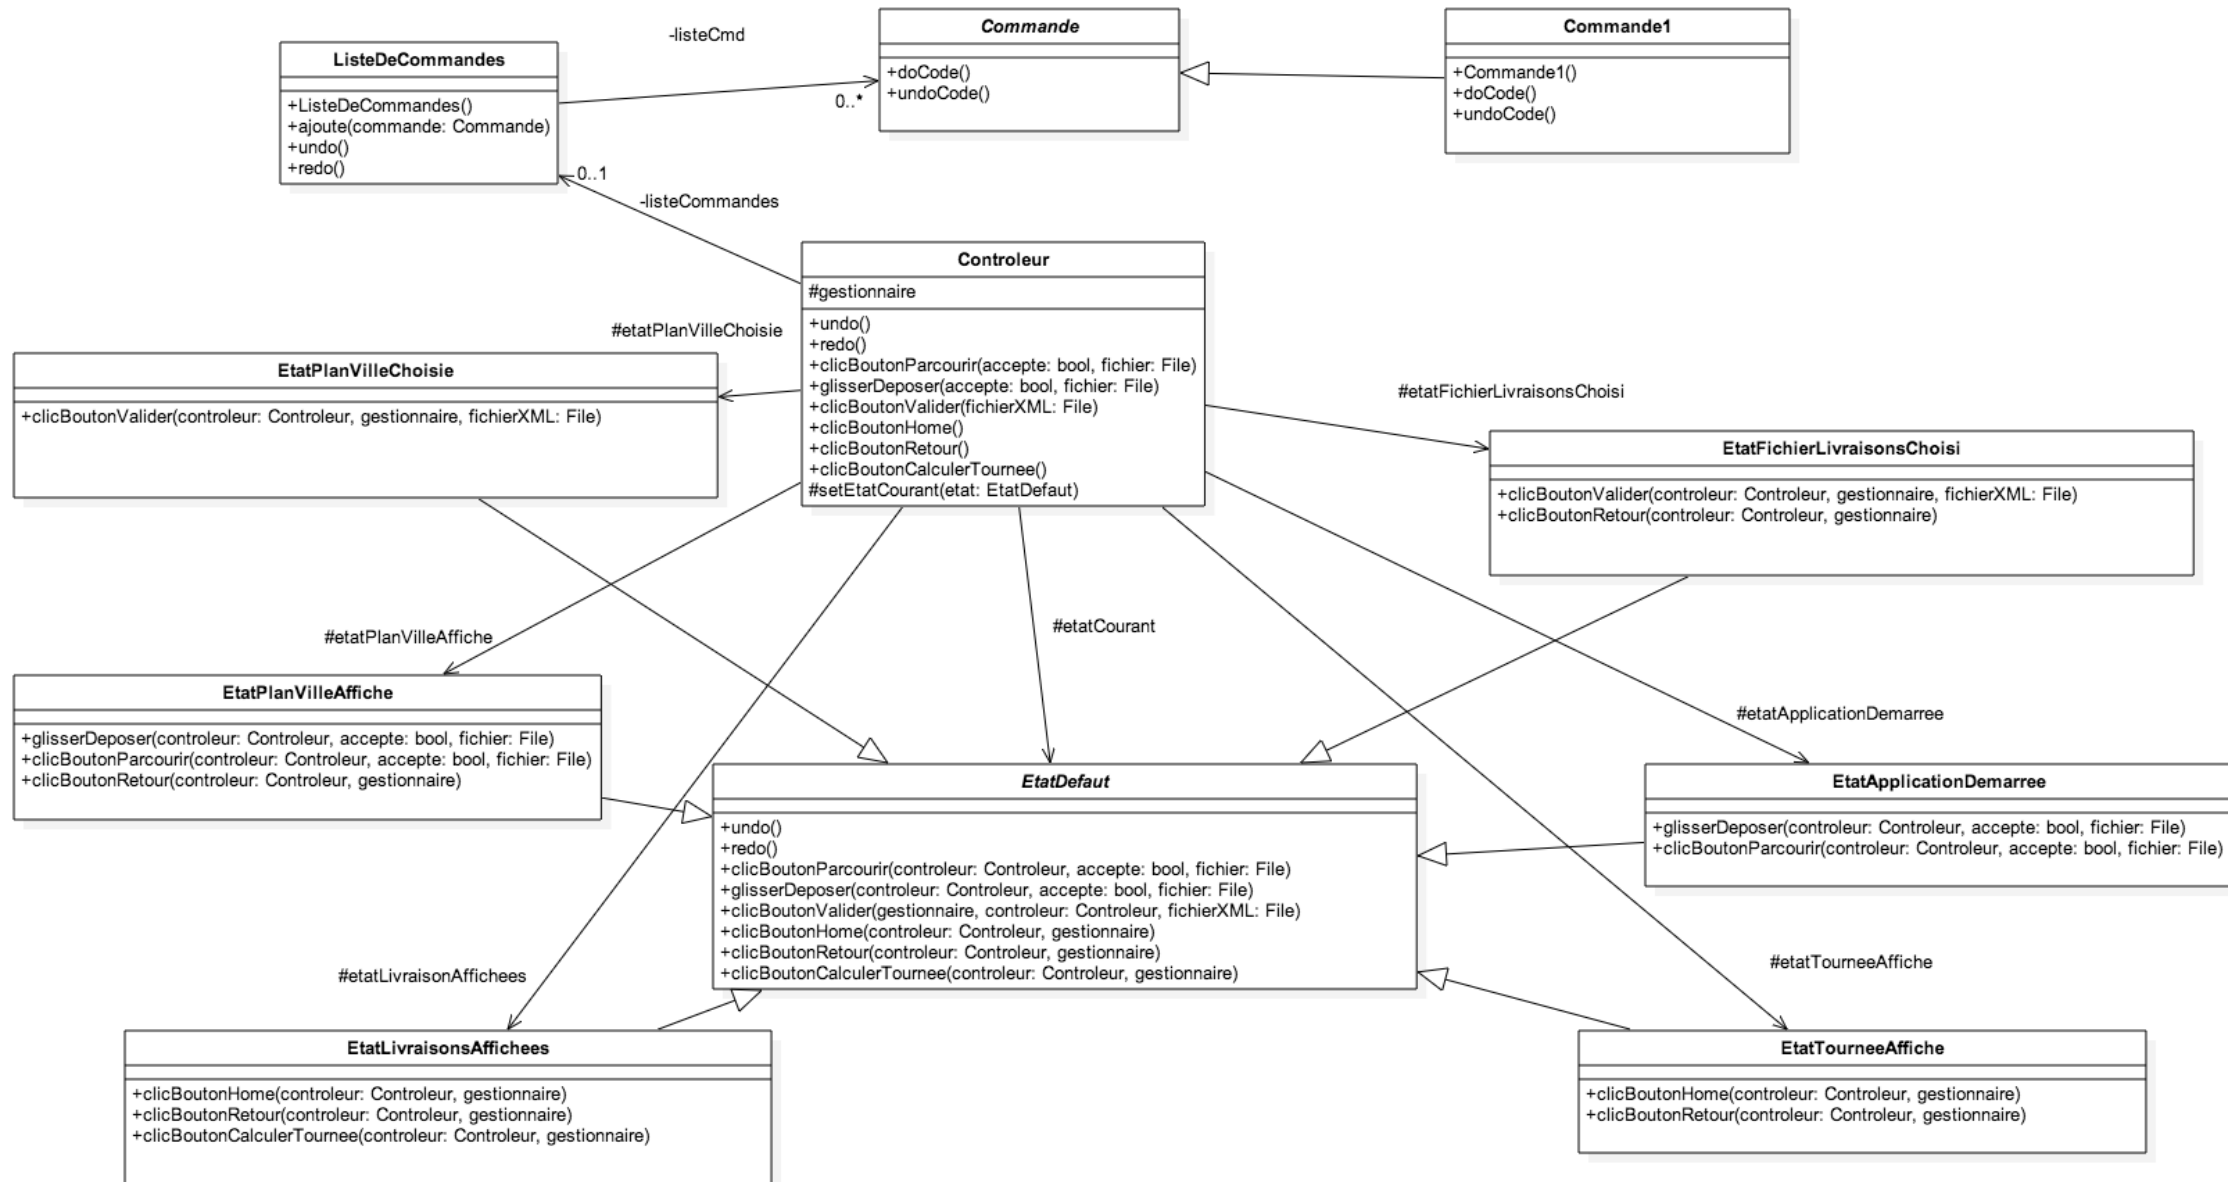 -listeCmd
ListeDeCommandes
+ListeDeCommandes()
+ajoute(commande: Commande)
+undo()
+redo()
0..*
Commande
+doCode()
+undoCode()
Commande1
+Commande1()
+doCode()
+undoCode()
0..1
-listeCommandes
Controleur
#gestionnaire
+undo()
+redo()
+clicBoutonParcourir(accepte: bool, fichier: File)
+glisserDeposer(accepte: bool, fichier: File)
+clicBoutonValider(fichierXML: File)
+clicBoutonHome()
+clicBoutonRetour()
+clicBoutonCalculerTournee()
#setEtatCourant(etat: EtatDefaut)
#etatPlanVilleChoisie
EtatPlanVilleChoisie
+clicBoutonValider(controleur: Controleur, gestionnaire, fichierXML: File)
#etatFichierLivraisonsChoisi
EtatFichierLivraisonsChoisi
+clicBoutonValider(controleur: Controleur, gestionnaire, fichierXML: File)
+clicBoutonRetour(controleur: Controleur, gestionnaire)
#etatPlanVilleAffiche
#etatCourant
EtatPlanVilleAffiche
+glisserDeposer(controleur: Controleur, accepte: bool, fichier: File)
+clicBoutonParcourir(controleur: Controleur, accepte: bool, fichier: File)
+clicBoutonRetour(controleur: Controleur, gestionnaire)
#etatApplicationDemarree
EtatDefaut
+undo()
+redo()
+clicBoutonParcourir(controleur: Controleur, accepte: bool, fichier: File)
+glisserDeposer(controleur: Controleur, accepte: bool, fichier: File)
+clicBoutonValider(gestionnaire, controleur: Controleur, fichierXML: File)
+clicBoutonHome(controleur: Controleur, gestionnaire)
+clicBoutonRetour(controleur: Controleur, gestionnaire)
+clicBoutonCalculerTournee(controleur: Controleur, gestionnaire)
EtatApplicationDemarree
+glisserDeposer(controleur: Controleur, accepte: bool, fichier: File)
+clicBoutonParcourir(controleur: Controleur, accepte: bool, fichier: File)
#etatLivraisonAffichees
#etatTourneeAffiche
EtatLivraisonsAffichees
+clicBoutonHome(controleur: Controleur, gestionnaire)
+clicBoutonRetour(controleur: Controleur, gestionnaire)
+clicBoutonCalculerTournee(controleur: Controleur, gestionnaire)
EtatTourneeAffiche
+clicBoutonHome(controleur: Controleur, gestionnaire)
+clicBoutonRetour(controleur: Controleur, gestionnaire)